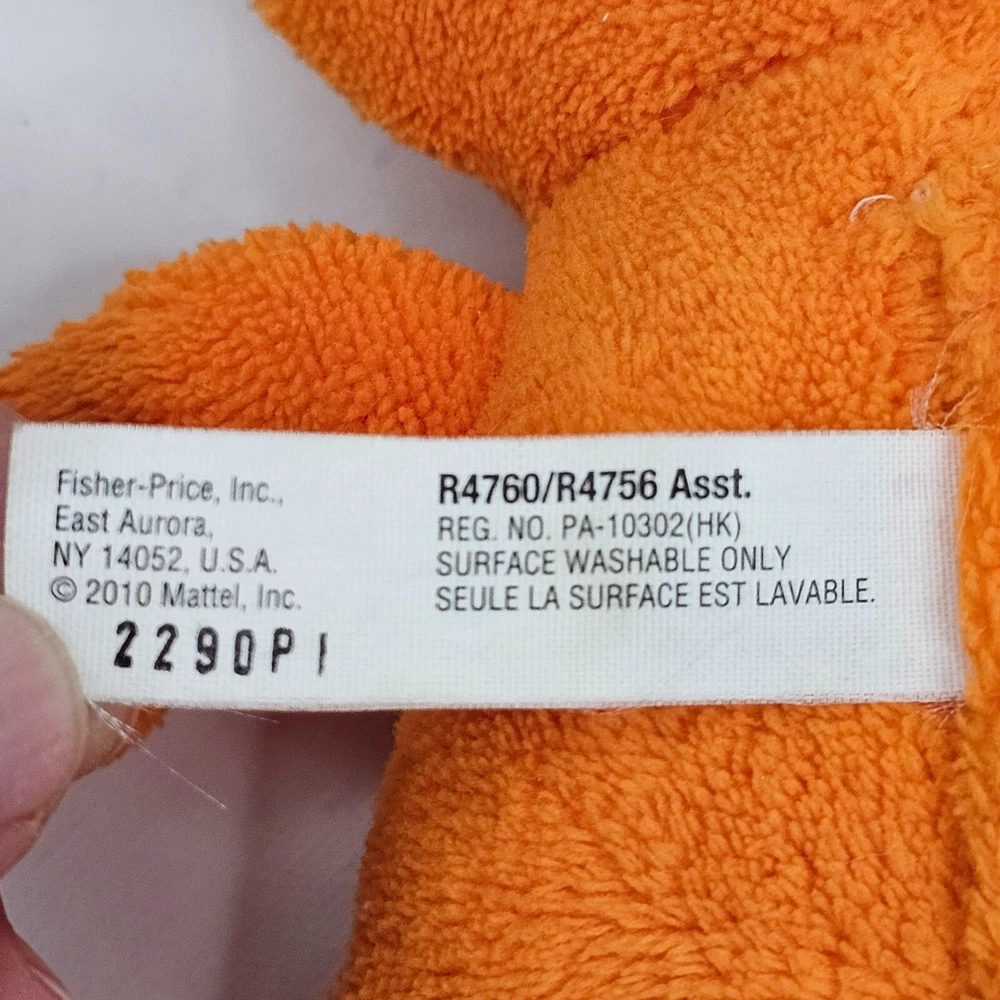 Fisher-Price, Inc.,
East Aurora,
NY 14052, U.S.A.
© 2010 Mattel, Inc.
2290P1
R4760/R4756 Asst.
REG. NO. PA-10302(HK)
SURFACE WASHABLE ONLY
SEULE LA SURFACE EST LAVABLE.